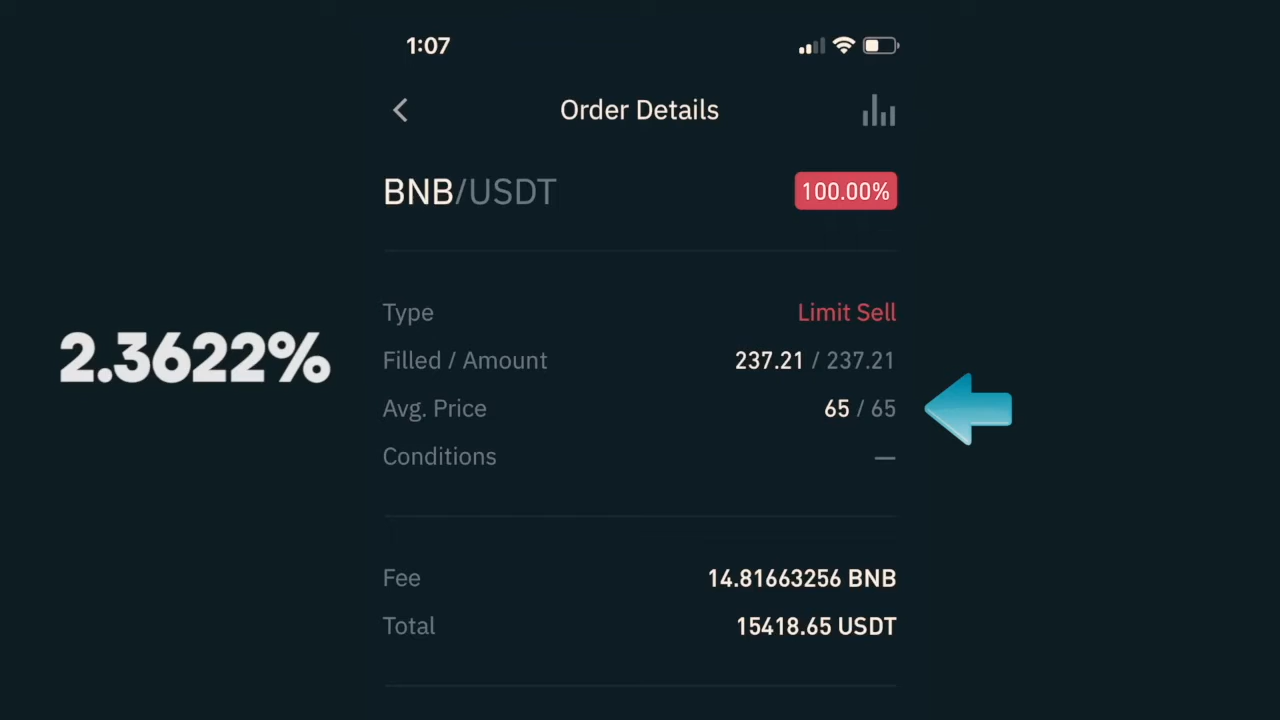 1:07
Order Details
BNB/USDT 100.00%
Type Limit Sell
2.3622%
Filled / Amount 237.21 / 237.21
Avg. Price 65 / 65
Conditions —
Fee 14.81663256 BNB
Total 15418.65 USDT